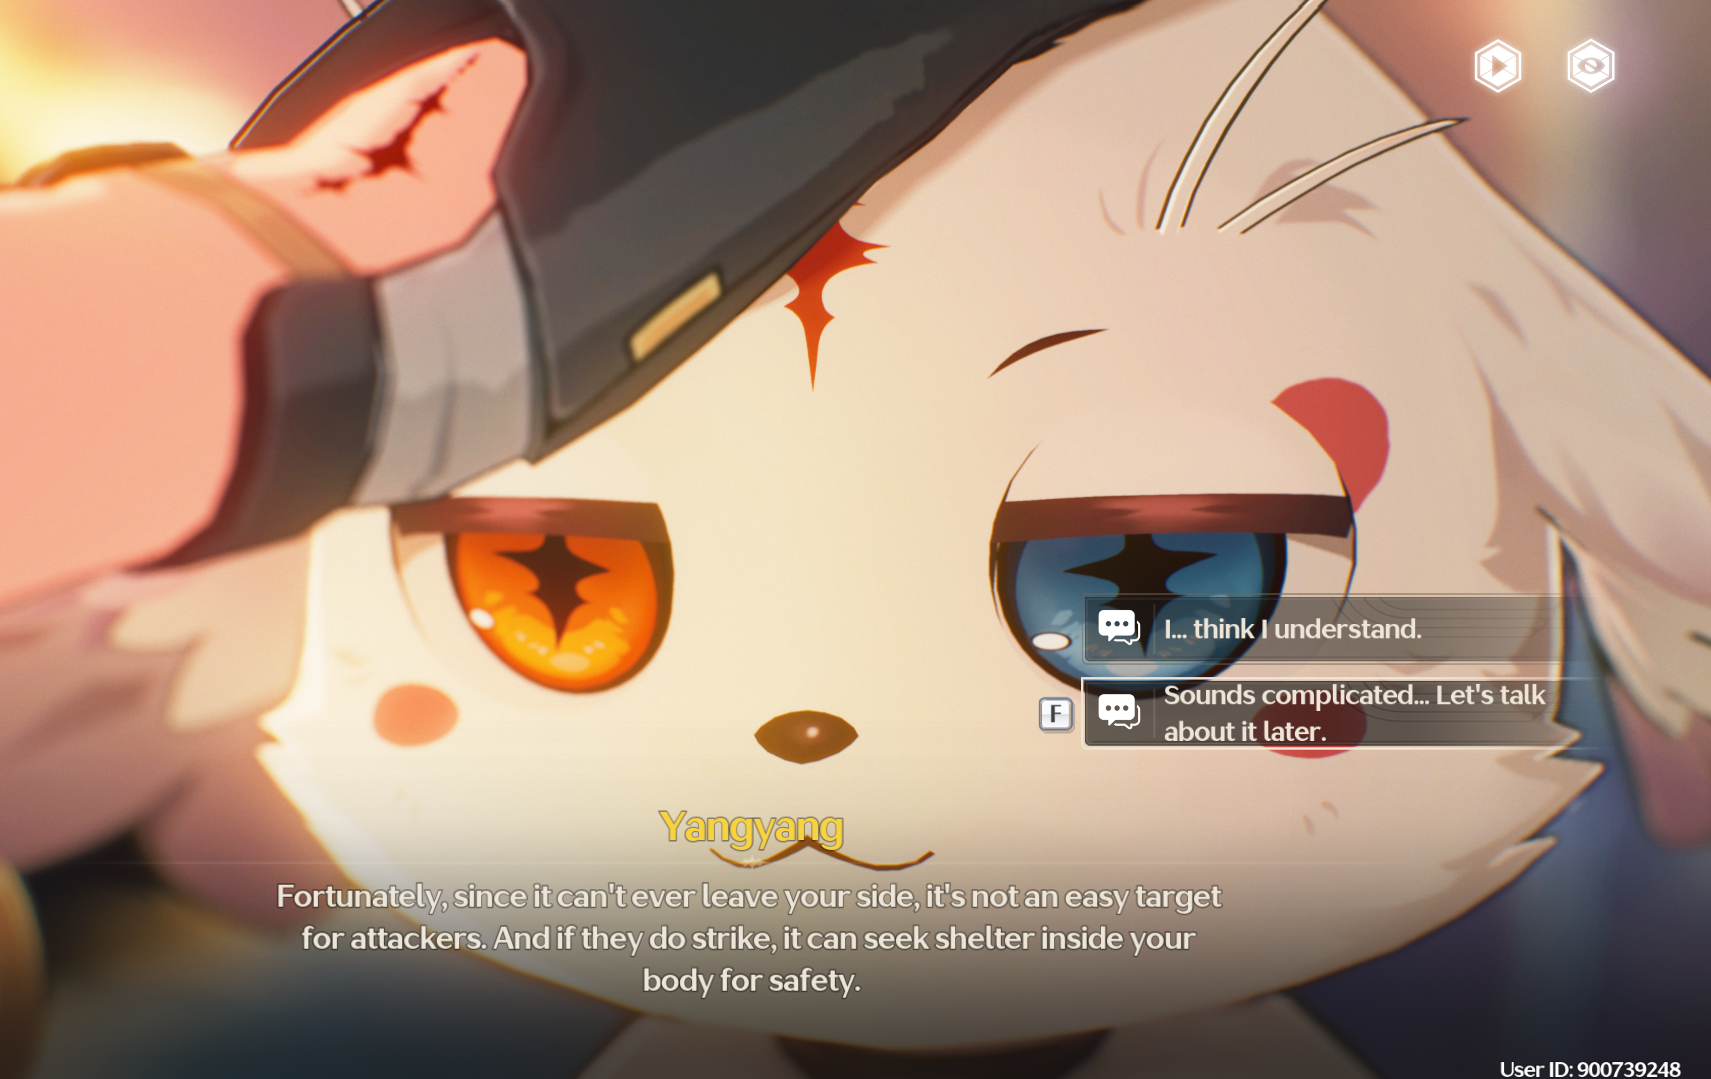 I... think I understand.
F
Sounds complicated... Let's talk
about it later.
Yangyang
Fortunately, since it can't ever leave your side, it's not an easy target
for attackers. And if they do strike, it can seek shelter inside your
body for safety.
User ID: 900739248